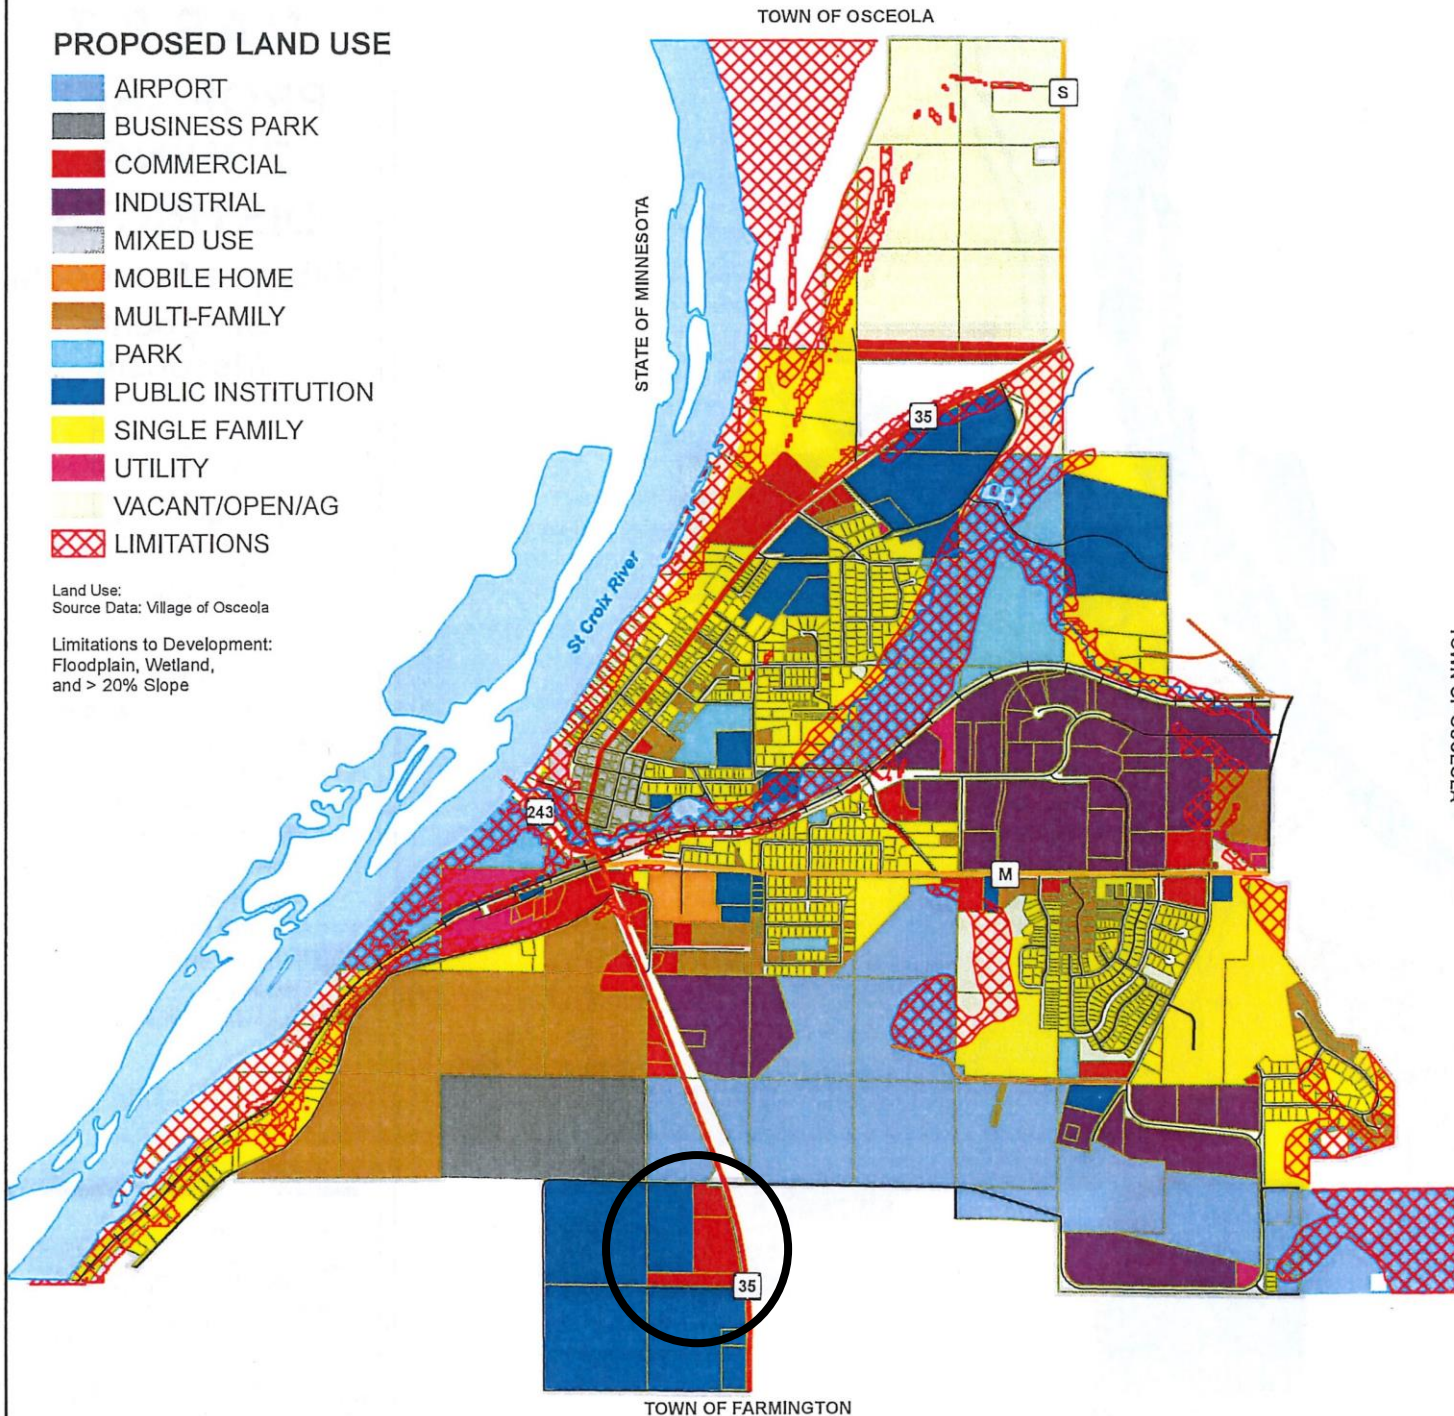 TOWN OF OSCEOLA
PROPOSED LAND USE
AIRPORT
BUSINESS PARK
COMMERCIAL
INDUSTRIAL
MIXED USE
MOBILE HOME
MULTI-FAMILY
PARK
PUBLIC INSTITUTION
SINGLE FAMILY
UTILITY
VACANT/OPEN/AG
LIMITATIONS
Land Use:
Source Data: Village of Osceola
Limitations to Development:
Floodplain, Wetland,
and > 20% Slope
S
STATE OF MINNESOTA
35
St Croix River
243
M
35
TOWN OF FARMINGTON